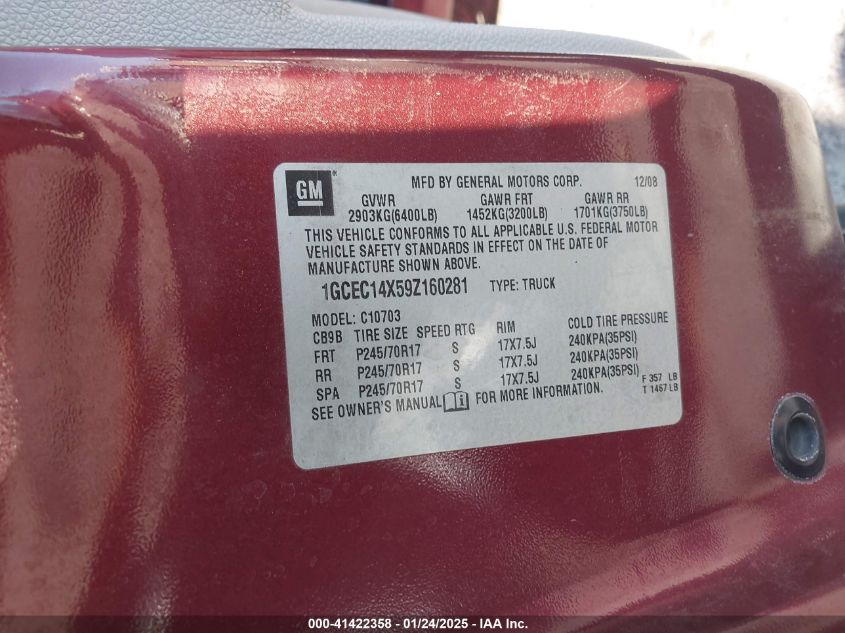 GM
MFD BY GENERAL MOTORS CORP. 12/08
GVWR GAWR FRT GAWR RR
2903KG(6400LB) 1452KG(3200LB) 1701KG(3750LB)
THIS VEHICLE CONFORMS TO ALL APPLICABLE U.S. FEDERAL MOTOR
VEHICLE SAFETY STANDARDS IN EFFECT ON THE DATE OF
MANUFACTURE SHOWN ABOVE.
1GCEC14X59Z160281 TYPE: TRUCK
MODEL: C10703
CB9B TIRE SIZE SPEED RTG RIM COLD TIRE PRESSURE
FRT P245/70R17 S 17X7.5J 240KPA(35PSI)
RR P245/70R17 S 17X7.5J 240KPA(35PSI)
SPA P245/70R17 S 17X7.5J 240KPA(35PSI)
F 357 LB
T 1467 LB
SEE OWNER'S MANUAL i FOR MORE INFORMATION.
000-41422358 - 01/24/2025 - IAA Inc.